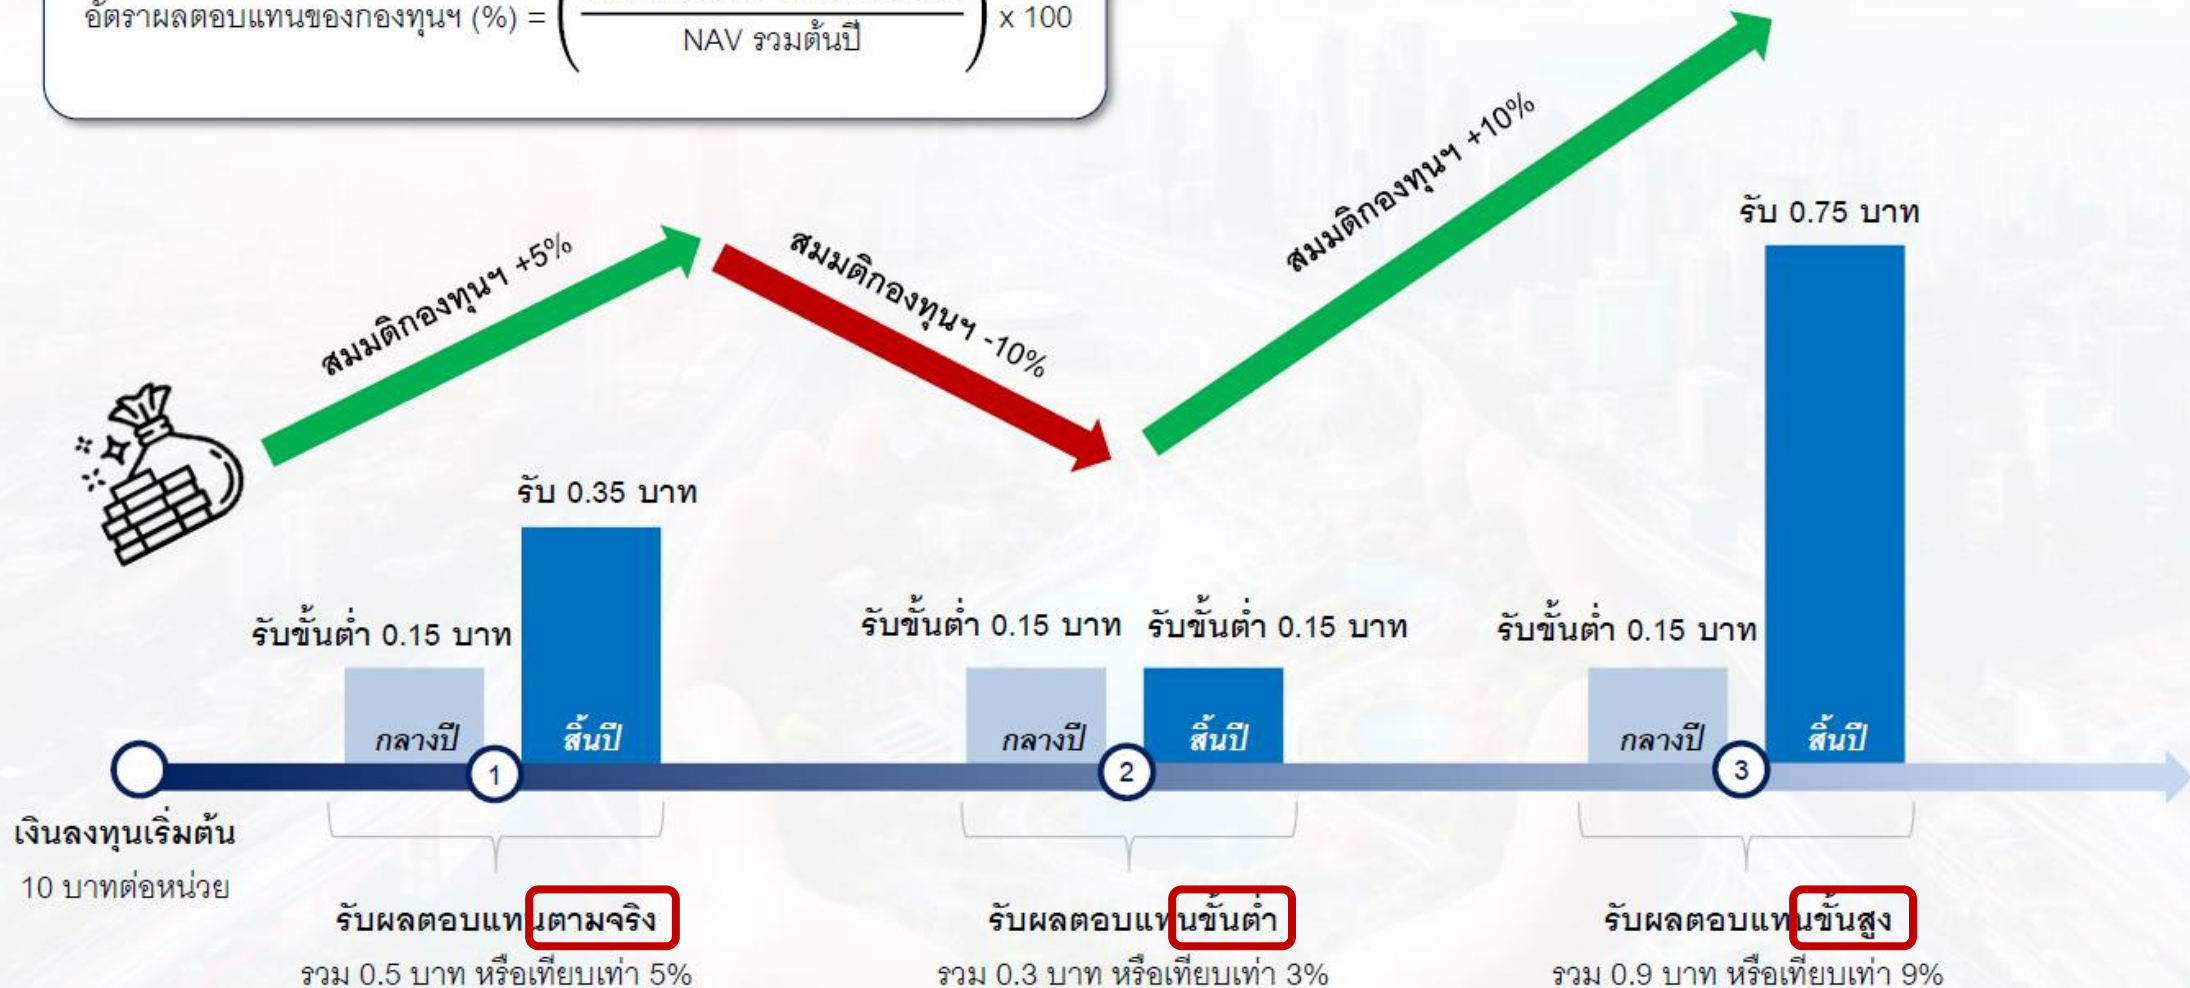 อัตราผลตอบแทนของกองทุนฯ (%) = ( NAV รวมต้นปี ) x 100
สมมติกองทุนฯ +5%
สมมติกองทุนฯ -10%
สมมติกองทุนฯ +10%
รับ 0.75 บาท
รับ 0.35 บาท
รับขั้นต่ำ 0.15 บาท
รับขั้นต่ำ 0.15 บาท รับขั้นต่ำ 0.15 บาท
รับขั้นต่ำ 0.15 บาท
กลางปี สิ้นปี
กลางปี สิ้นปี
กลางปี สิ้นปี
1
2
3
เงินลงทุนเริ่มต้น
10 บาทต่อหน่วย
รับผลตอบแทนตามจริง
รวม 0.5 บาท หรือเทียบเท่า 5%
รับผลตอบแทนขั้นต่ำ
รวม 0.3 บาท หรือเทียบเท่า 3%
รับผลตอบแทนขั้นสูง
รวม 0.9 บาท หรือเทียบเท่า 9%